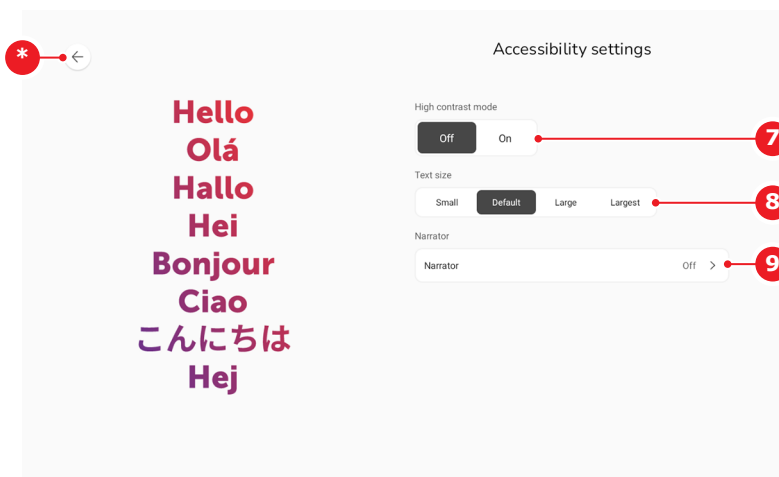 *
Accessibility settings
Hello
Olá
Hallo
Hei
Bonjour
Ciao
こんにちは
Hej
High contrast mode
Off On
7
Text size
Small Default Large Largest
8
Narrator
Narrator Off
9